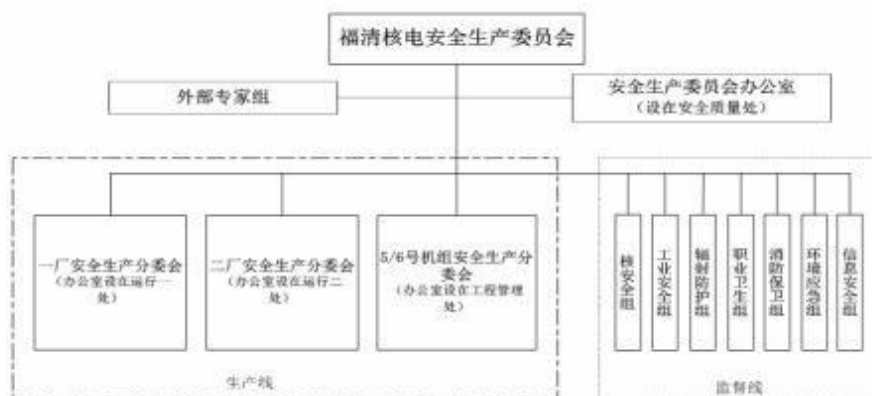 福清核电安全生产委员会
外部专家组
安全生产委员会办公室
（设在安全质量处）
一厂安全生产分委会
（办公室设在运行一
处）
二厂安全生产分委会
（办公室设在运行二
处）
5/6号机组安全生产分
委会
（办公室设在工程管理
处）
核安全组
工业安全组
辐射防护组
职业卫生组
消防保卫组
环境应急组
信息安全组
生产线
监督线